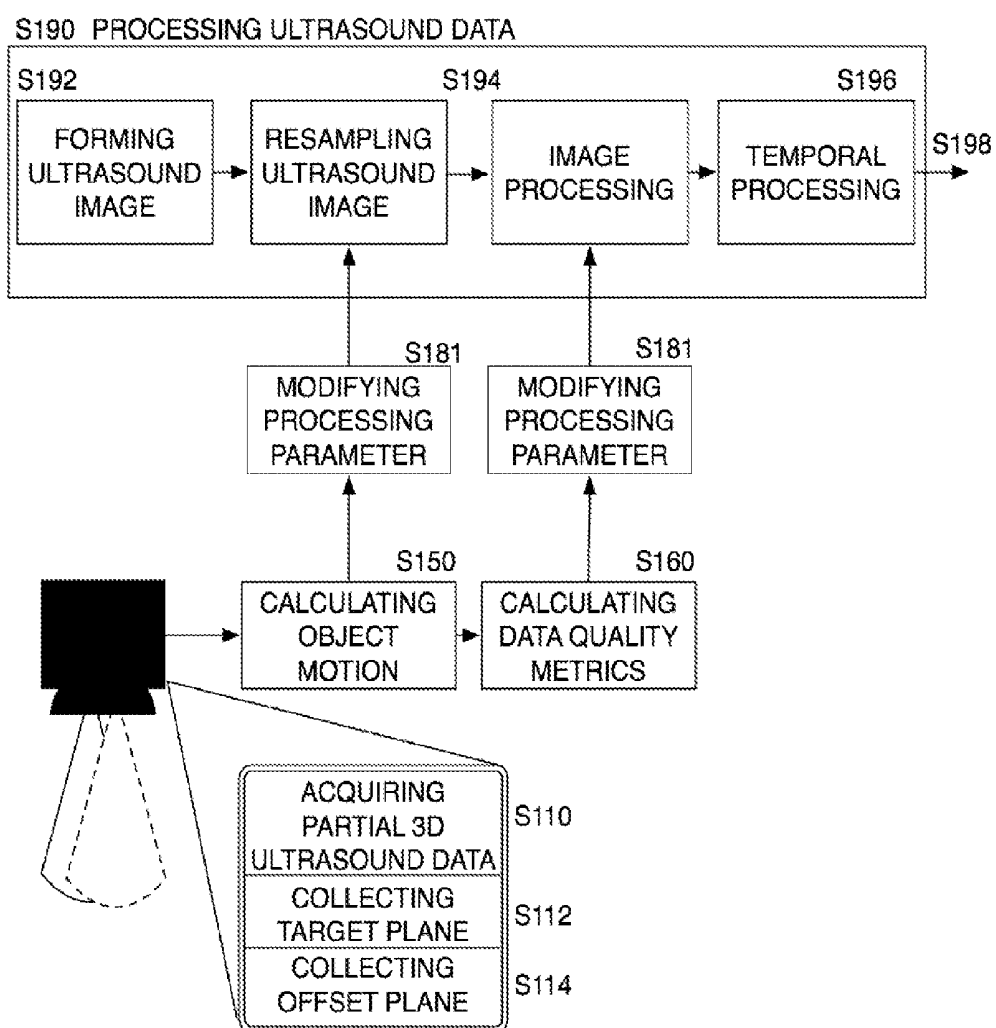 S190 PROCESSING ULTRASOUND DATA
S192
FORMING
ULTRASOUND
IMAGE
RESAMPLING
ULTRASOUND
IMAGE
S194
IMAGE
PROCESSING
S196
TEMPORAL
PROCESSING
S198
S181
MODIFYING
PROCESSING
PARAMETER
S181
MODIFYING
PROCESSING
PARAMETER
S150
CALCULATING
OBJECT
MOTION
S160
CALCULATING
DATA QUALITY
METRICS
ACQUIRING
PARTIAL 3D
ULTRASOUND DATA
S110
COLLECTING
TARGET PLANE
S112
COLLECTING
OFFSET PLANE
S114